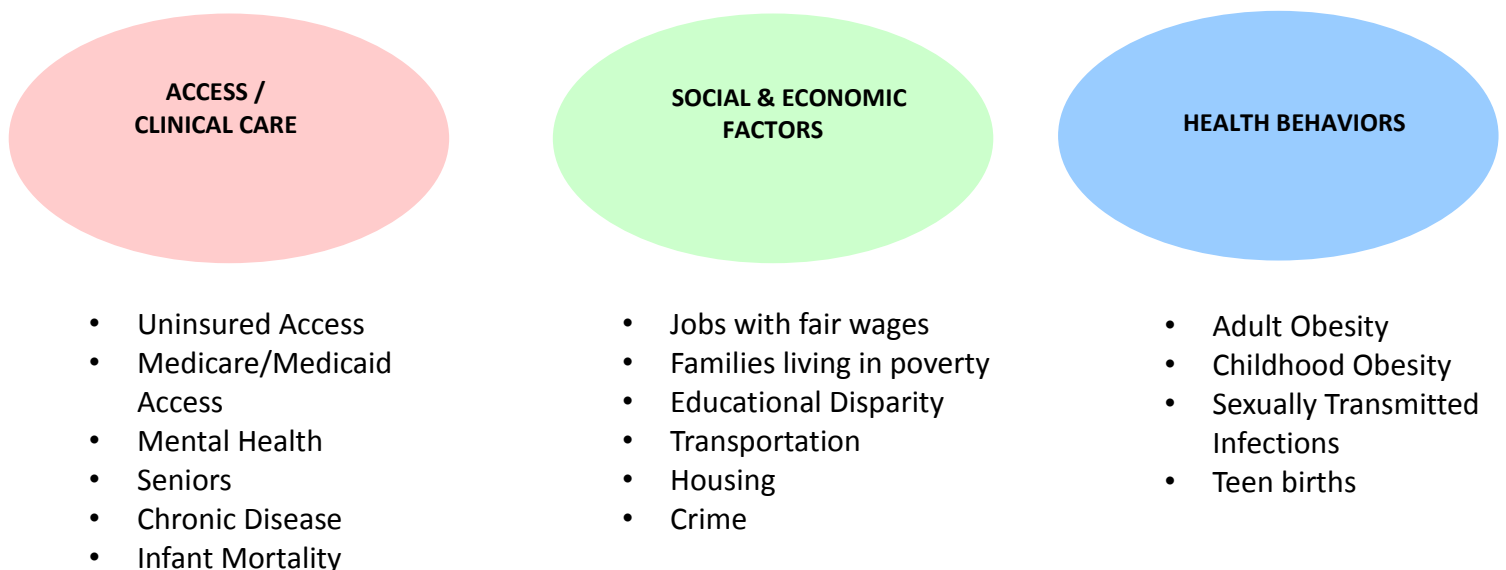 ACCESS /
CLINICAL CARE
• Uninsured Access
• Medicare/Medicaid
Access
• Mental Health
• Seniors
• Chronic Disease
• Infant Mortality
SOCIAL & ECONOMIC
FACTORS
• Jobs with fair wages
• Families living in poverty
• Educational Disparity
• Transportation
• Housing
• Crime
HEALTH BEHAVIORS
• Adult Obesity
• Childhood Obesity
• Sexually Transmitted
Infections
• Teen births